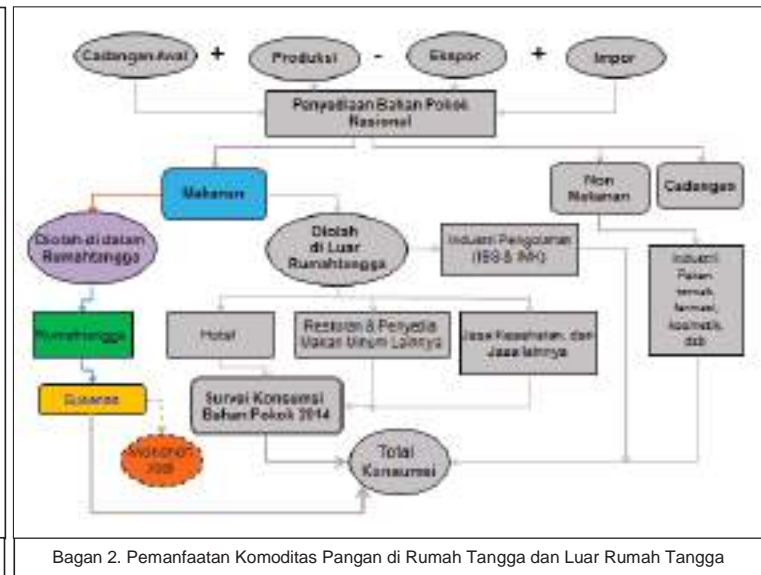 Cadangan Awal + Produksi - Ekspor + Impor
Penyediaan Bahan Pokok
Nasional
Makanan
Non
Makanan
Cadangan
Diolah di dalam
Rumahtangga
Diolah
di Luar
Rumahtangga
Industri Pengolahan
(IBS & IMK)
Industri
Pakan
ternak,
farmasi,
kosmetik,
dsb
Rumahtangga
Hotel
Restoran & Penyedia
Makan Minum Lainnya
Jasa Kesehatan, dan
Jasa lainnya
Susenas
Survei Konsumsi
Bahan Pokok 2014
Makanan
Jadi
Total
Konsumsi
Bagan 2. Pemanfaatan Komoditas Pangan di Rumah Tangga dan Luar Rumah Tangga